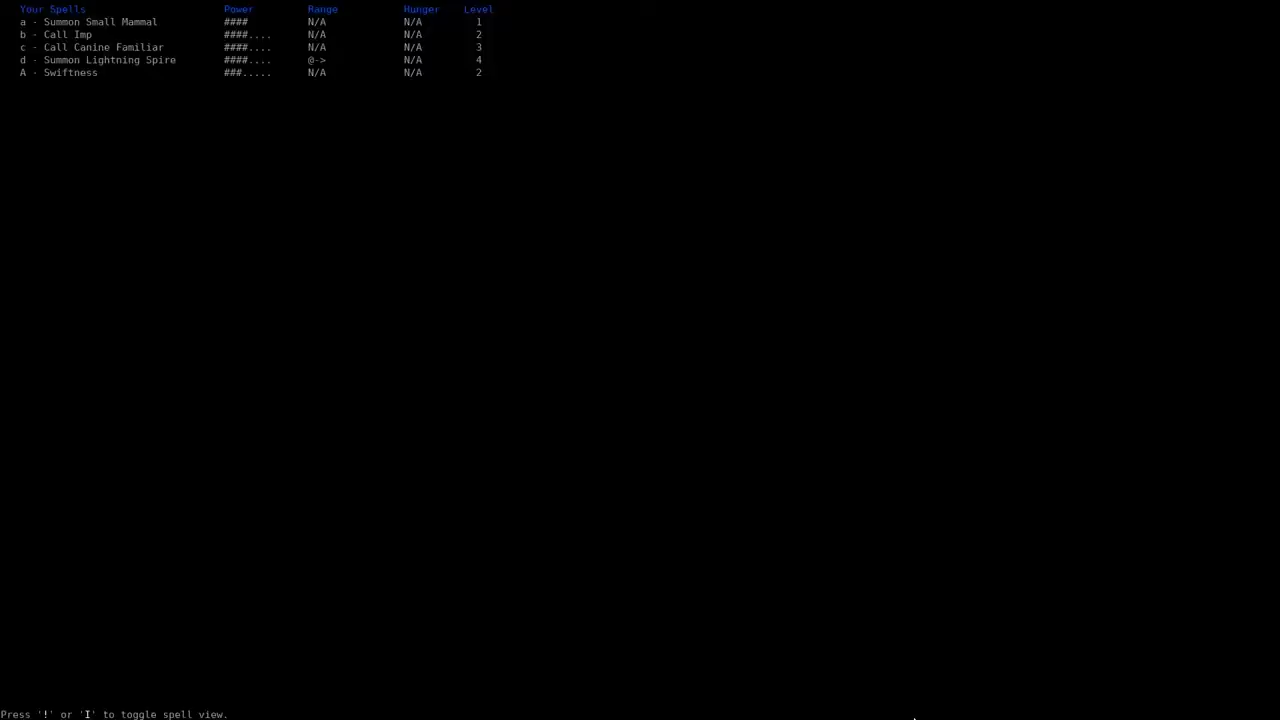 Your Spells Power Range Hunger Level
a - Summon Small Mammal #### N/A N/A 1
b - Call Imp ####.... N/A N/A 2
c - Call Canine Familiar ####.... N/A N/A 3
d - Summon Lightning Spire ####.... @-> N/A 4
A - Swiftness ###..... N/A N/A 2
Press '!' or 'I' to toggle spell view.